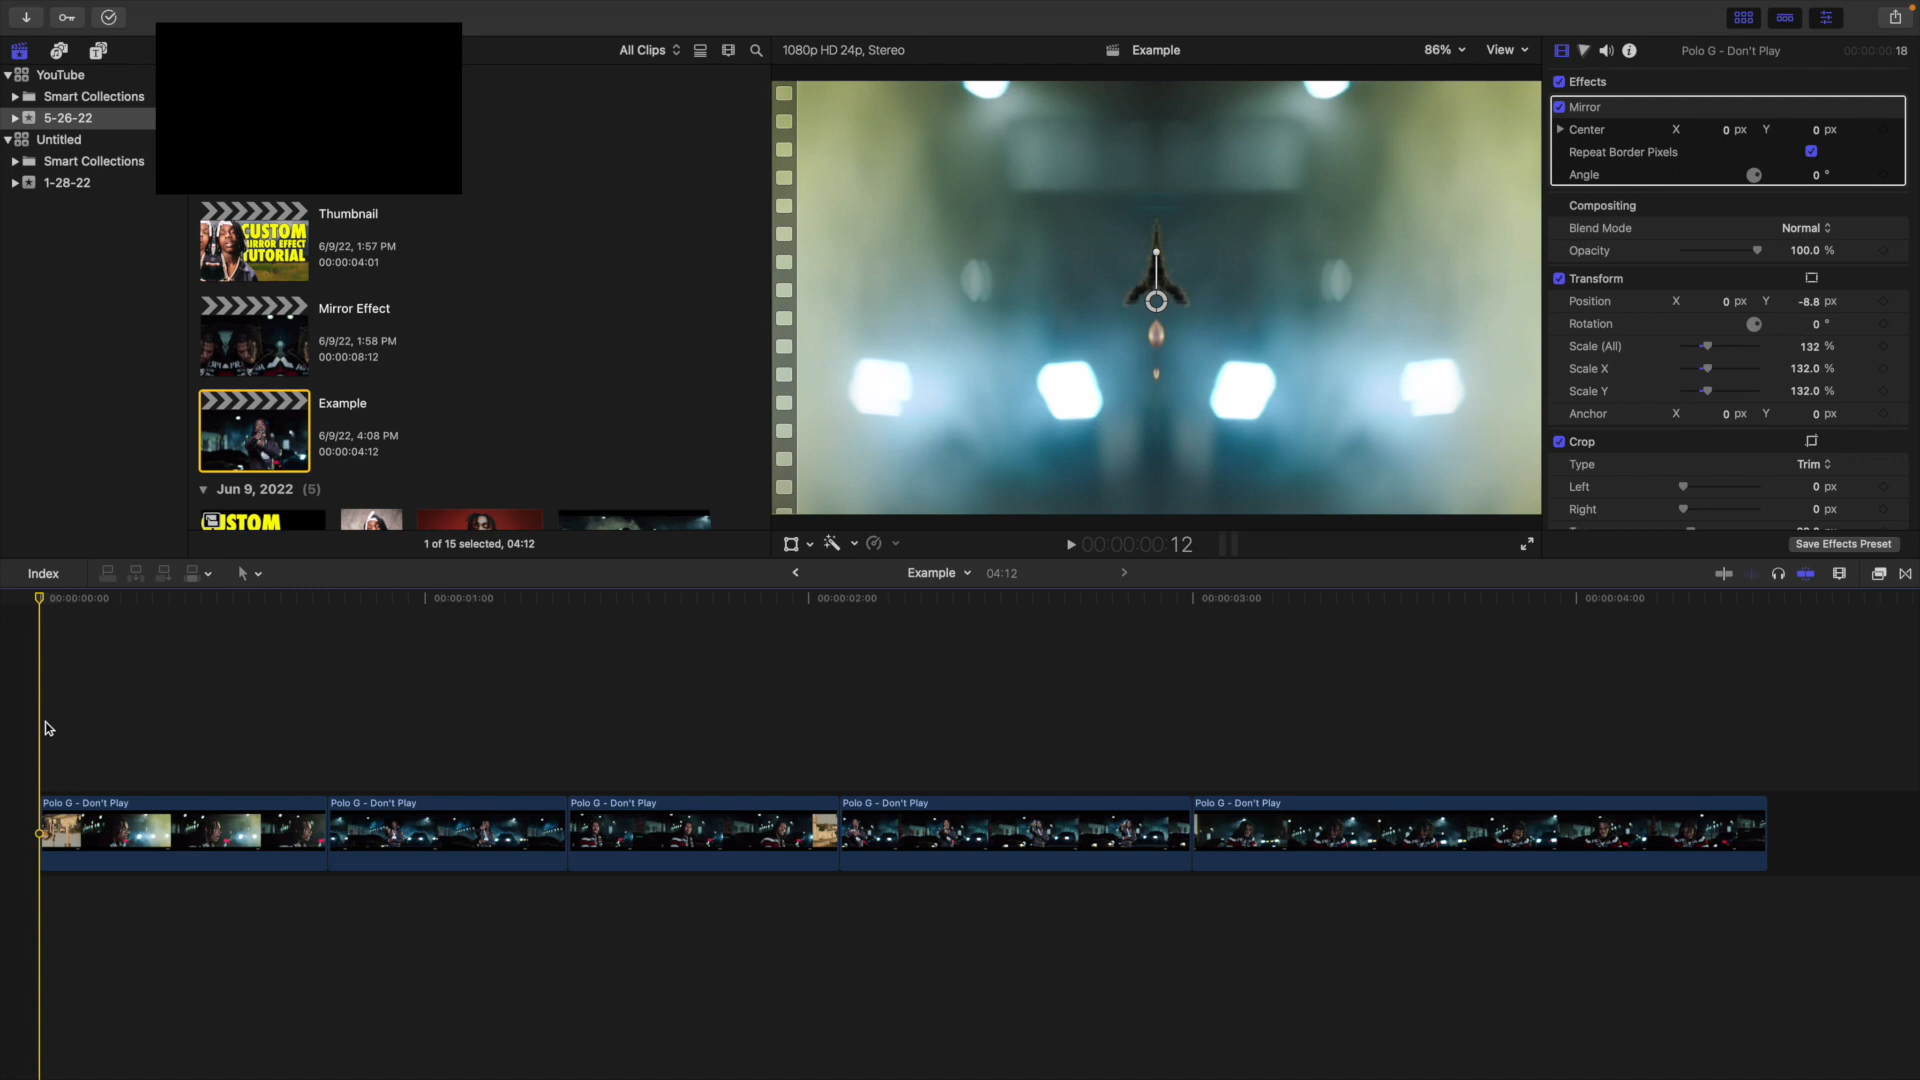 All Clips
1080p HD 24p, Stereo
Example
86%
View
Polo G - Don't Play
00:00:00:18
YouTube
Smart Collections
5-26-22
Untitled
Smart Collections
1-28-22
CUSTOM
MIRROR EFFECT
TUTORIAL
Thumbnail
6/9/22, 1:57 PM
00:00:04:01
Mirror Effect
6/9/22, 1:58 PM
00:00:08:12
Example
6/9/22, 4:08 PM
00:00:04:12
Jun 9, 2022 (5)
1 of 15 selected, 04:12
00:00:00:12
Effects
Mirror
Center X 0 px Y 0 px
Repeat Border Pixels
Angle 0 °
Compositing
Blend Mode Normal
Opacity 100.0 %
Transform
Position X 0 px Y -8.8 px
Rotation 0 °
Scale (All) 132 %
Scale X 132.0 %
Scale Y 132.0 %
Anchor X 0 px Y 0 px
Crop
Type Trim
Left 0 px
Right 0 px
Save Effects Preset
Index
Example 04:12
00:00:00:00 00:00:01:00 00:00:02:00 00:00:03:00 00:00:04:00
Polo G - Don't Play Polo G - Don't Play Polo G - Don't Play Polo G - Don't Play Polo G - Don't Play